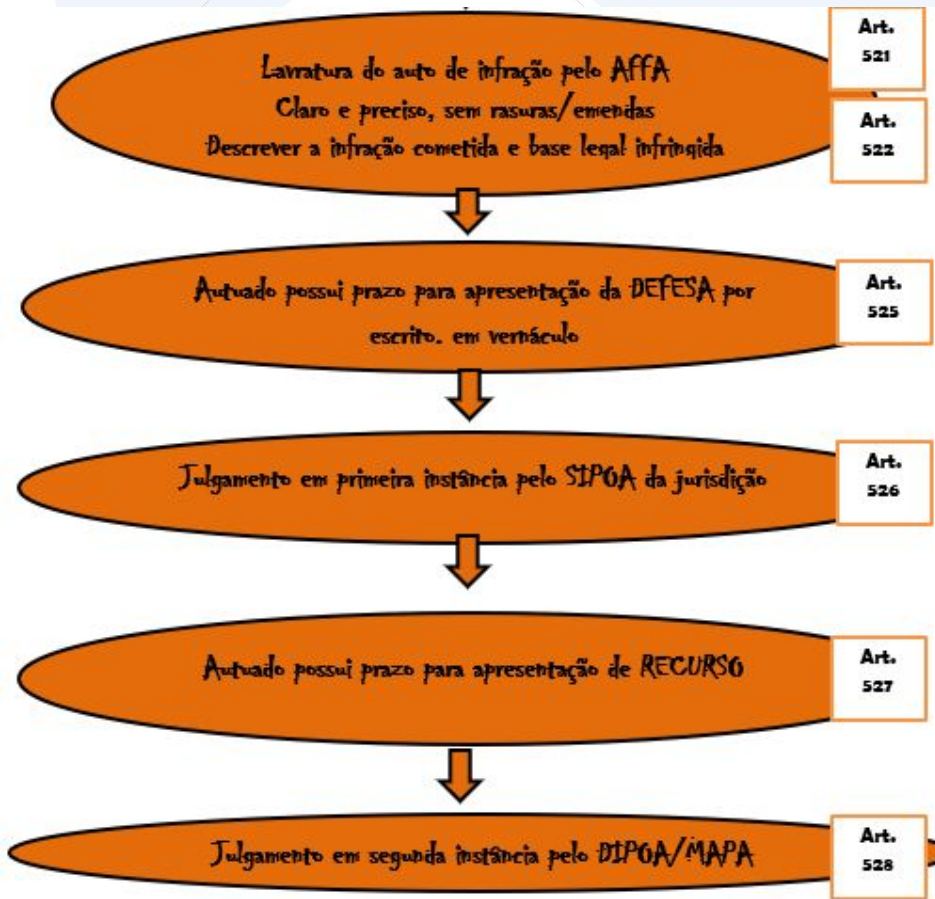 Lavratura do auto de infração pelo AFFA
Claro e preciso, sem rasuras/emendas
Descrever a infração cometida e base legal infringida
Art.
521
Art.
522
Autuado possui prazo para apresentação da DEFESA por
escrito. em vernáculo
Art.
525
Julgamento em primeira instância pelo SIPOA da jurisdição
Art.
526
Autuado possui prazo para apresentação de RECURSO
Art.
527
Julgamento em segunda instância pelo DIPOA/MAPA
Art.
528